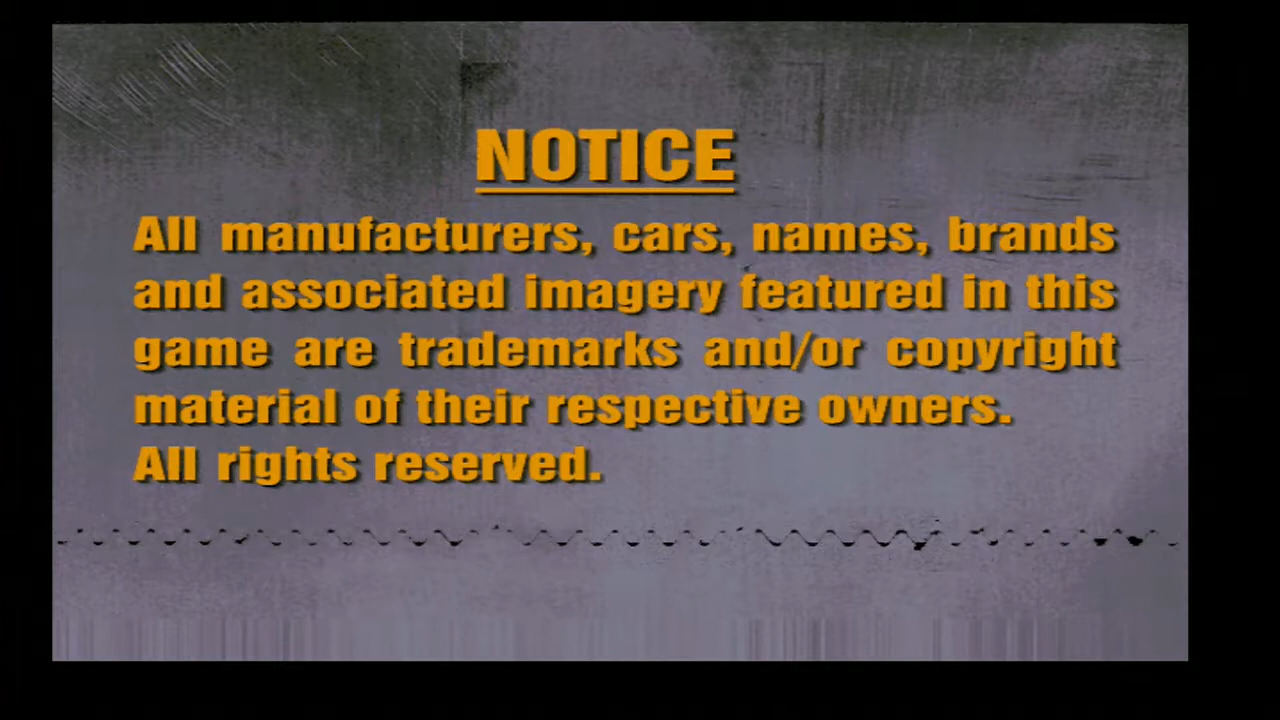 NOTICE
All manufacturers, cars, names, brands
and associated imagery featured in this
game are trademarks and/or copyright
material of their respective owners.
All rights reserved.